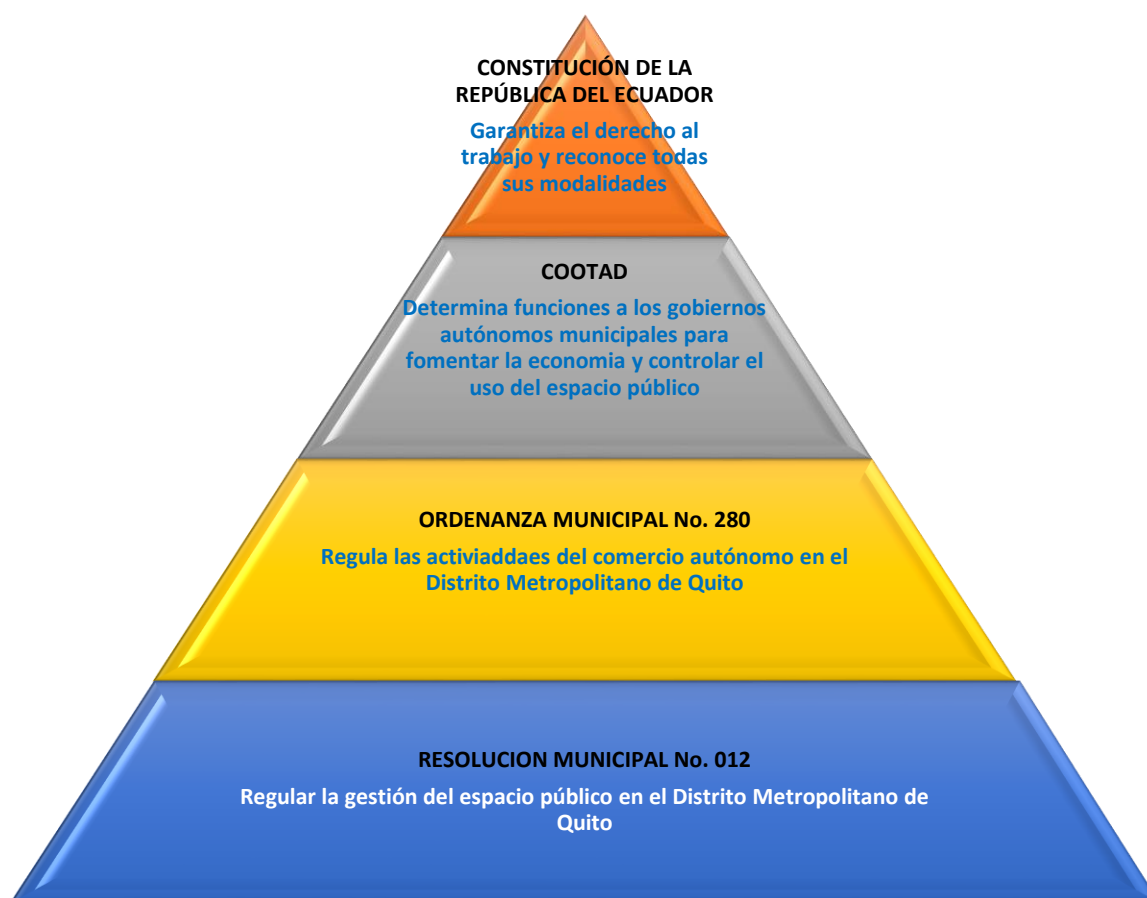 CONSTITUCIÓN DE LA
REPÚBLICA DEL ECUADOR
Garantiza el derecho al
trabajo y reconoce todas
sus modalidades
COOTAD
Determina funciones a los gobiernos
autónomos municipales para
fomentar la economia y controlar el
uso del espacio público
ORDENANZA MUNICIPAL No. 280
Regula las activiaddaes del comercio autónomo en el
Distrito Metropolitano de Quito
RESOLUCION MUNICIPAL No. 012
Regular la gestión del espacio público en el Distrito Metropolitano de
Quito